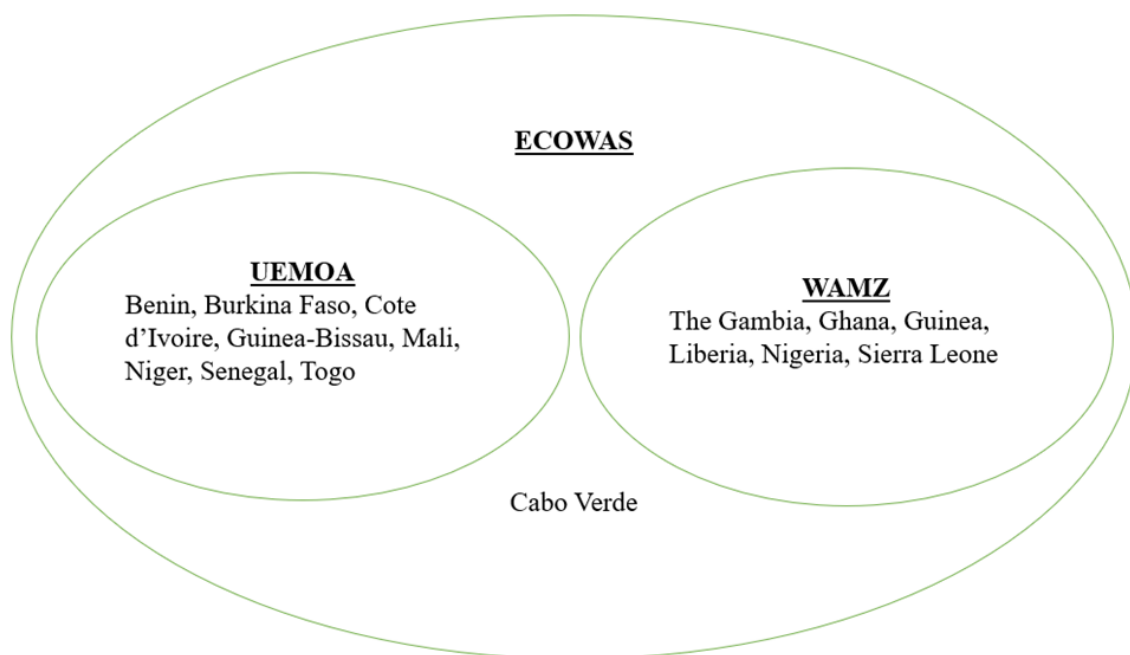 ECOWAS
UEMOA
Benin, Burkina Faso, Cote
d’Ivoire, Guinea-Bissau, Mali,
Niger, Senegal, Togo
WAMZ
The Gambia, Ghana, Guinea,
Liberia, Nigeria, Sierra Leone
Cabo Verde